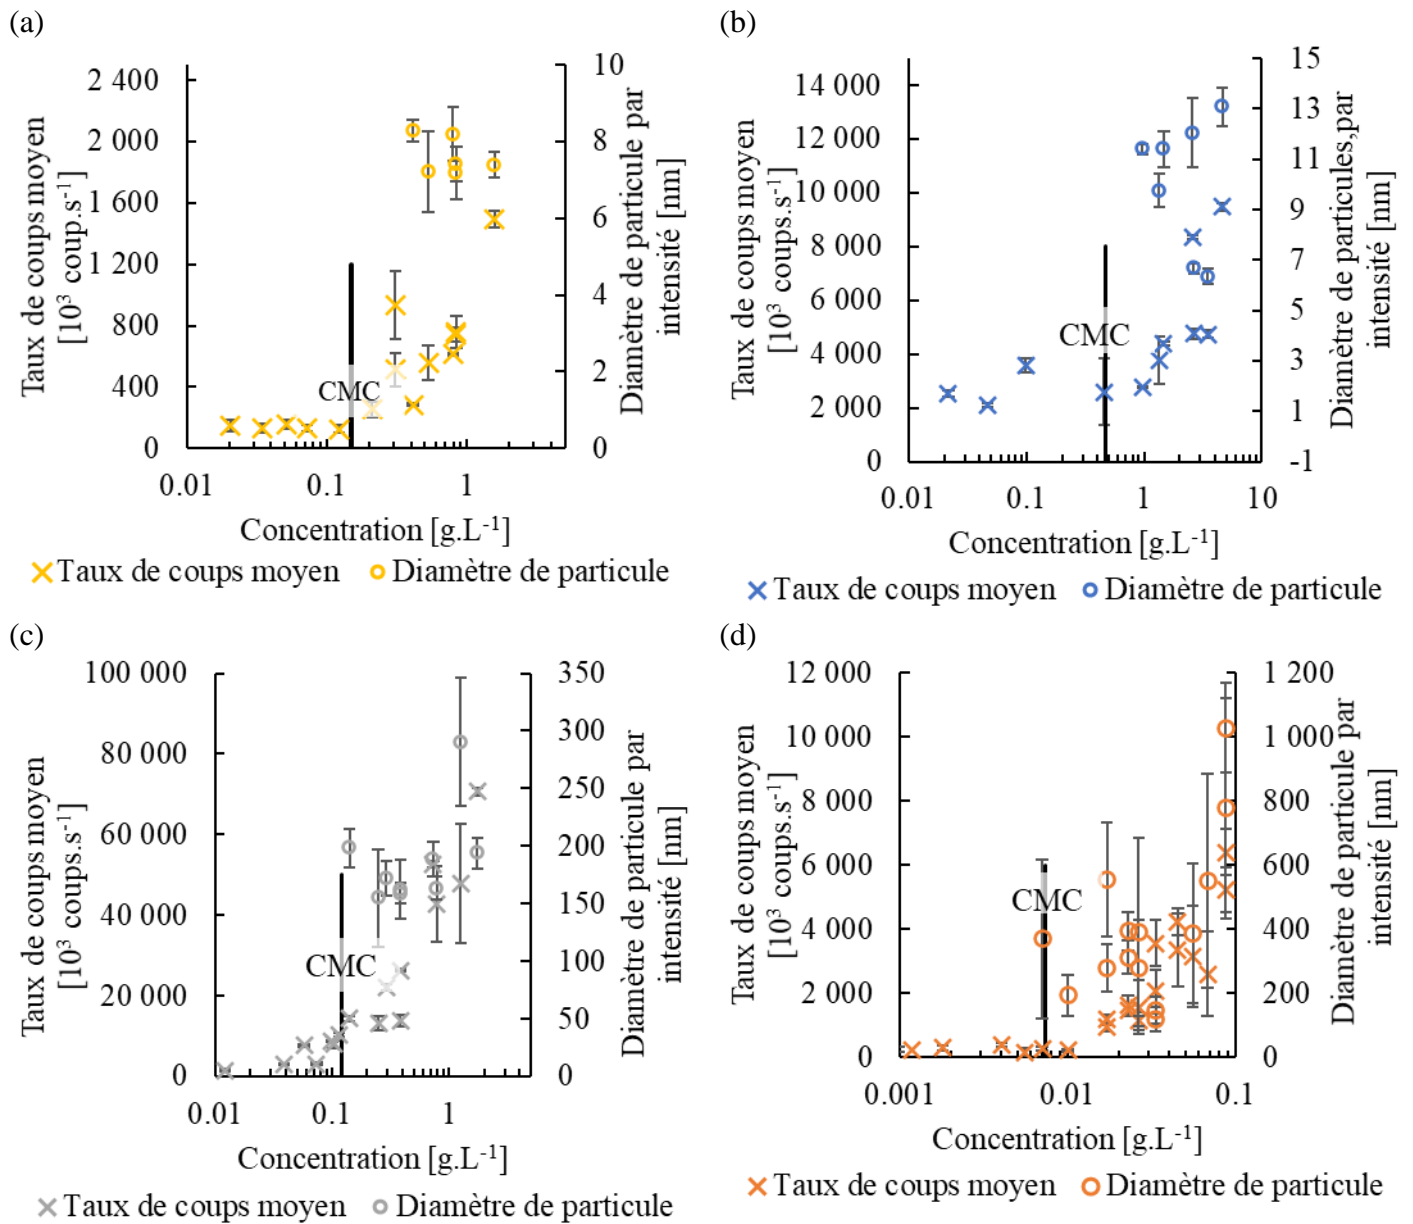 (a)
2 400
2 000
1 600
1 200
800
400
0
Taux de coups moyen
[10³ coup.s⁻¹]
10
8
6
4
2
0
Diamètre de particule par
intensité [nm]
CMC
0.01 0.1 1
Concentration [g.L⁻¹]
Taux de coups moyen Diamètre de particule
(b)
14 000
12 000
10 000
8 000
6 000
4 000
2 000
0
Taux de coups moyen
[10³ coups.s⁻¹]
15
13
11
9
7
5
3
1
-1
Diamètre de particules,par
intensité [nm]
CMC
0.01 0.1 1 10
Concentration [g.L⁻¹]
Taux de coups moyen Diamètre de particule
(c)
100 000
80 000
60 000
40 000
20 000
0
Taux de coups moyen
[10³ coups.s⁻¹]
350
300
250
200
150
100
50
0
Diamètre de particule par
intensité [nm]
CMC
0.01 0.1 1
Concentration [g.L⁻¹]
Taux de coups moyen Diamètre de particule
(d)
12 000
10 000
8 000
6 000
4 000
2 000
0
Taux de coups moyen
[10³ coups.s⁻¹]
1 200
1 000
800
600
400
200
0
Diamètre de particule par
intensité [nm]
CMC
0.001 0.01 0.1
Concentration [g.L⁻¹]
Taux de coups moyen Diamètre de particule